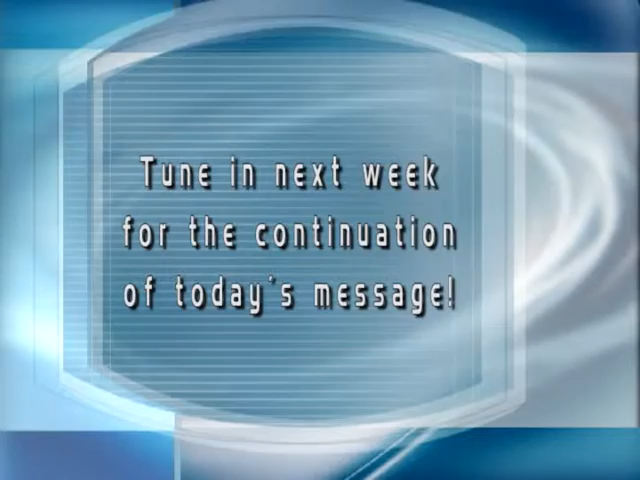 Tune in next week
for the continuation
of today's message!